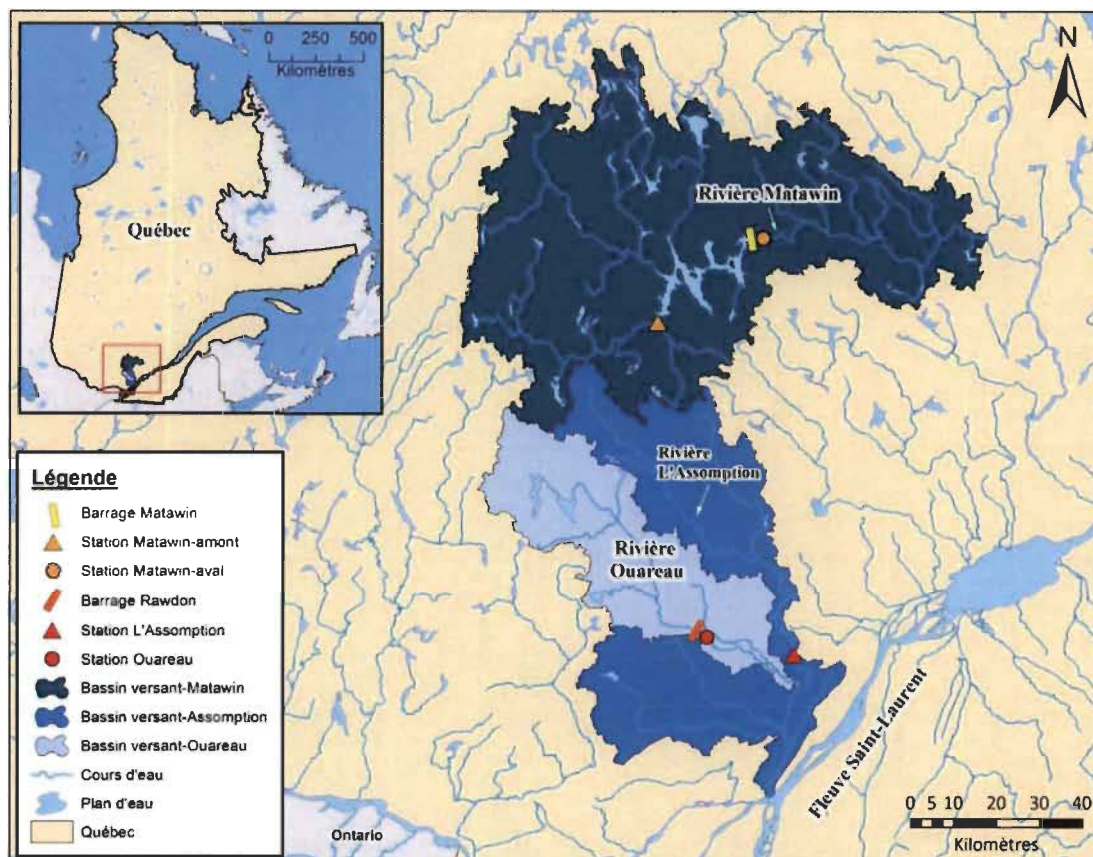 0 250 500
Kilomètres
Québec
N
Rivière Matawin
Rivière
L'Assomption
Rivière
Ouareau
Fleuve Saint-Laurent
Légende
Barrage Matawin
Station Matawin-amont
Station Matawin-aval
Barrage Rawdon
Station L'Assomption
Station Ouareau
Bassin versant-Matawin
Bassin versant-Assomption
Bassin versant-Ouareau
Cours d'eau
Plan d'eau
Québec
Ontario
0 5 10 20 30 40
Kilomètres